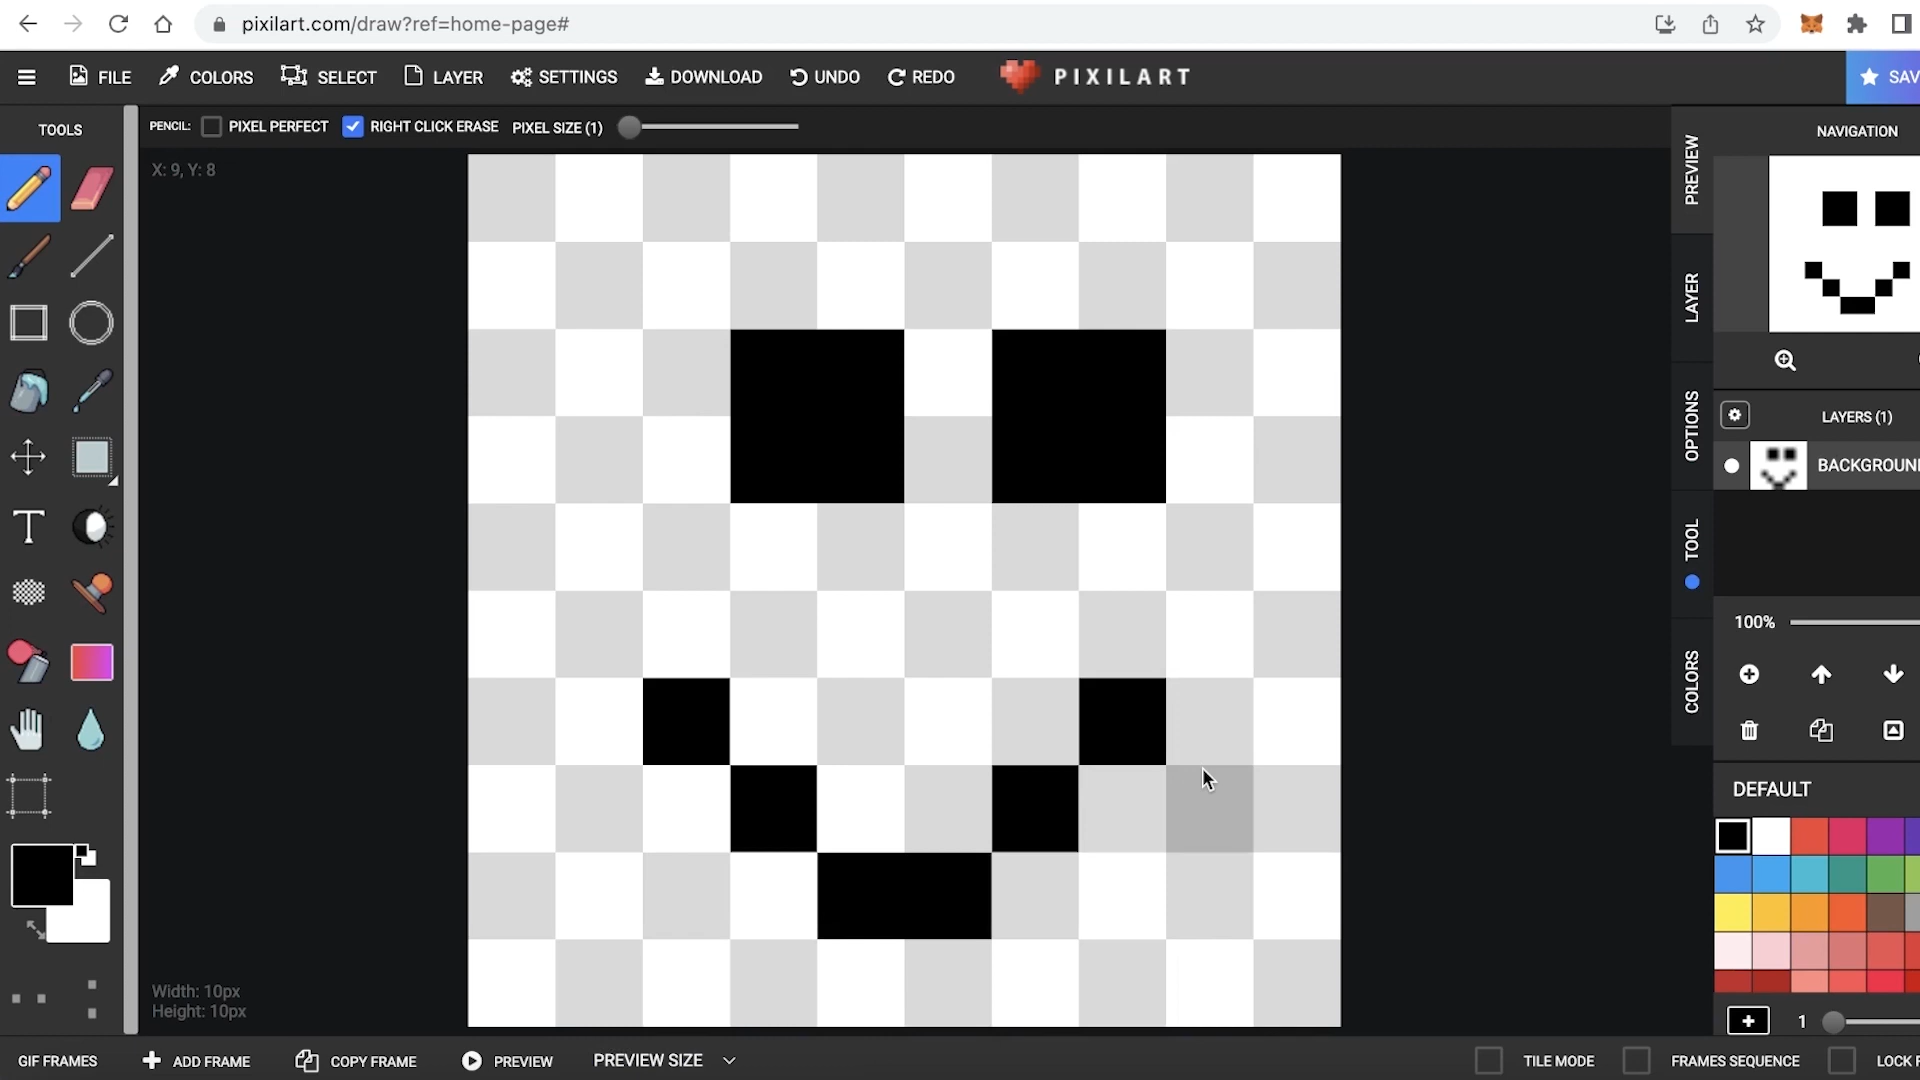 pixilart.com/draw?ref=home-page#
FILE COLORS SELECT LAYER SETTINGS DOWNLOAD UNDO REDO PIXILART SAV
TOOLS
PENCIL: PIXEL PERFECT RIGHT CLICK ERASE PIXEL SIZE (1)
NAVIGATION
X: 9, Y: 8
PREVIEW
LAYER
OPTIONS
TOOL
COLORS
LAYERS (1)
BACKGROUN
100%
DEFAULT
1
Width: 10px
Height: 10px
GIF FRAMES ADD FRAME COPY FRAME PREVIEW PREVIEW SIZE TILE MODE FRAMES SEQUENCE LOCK